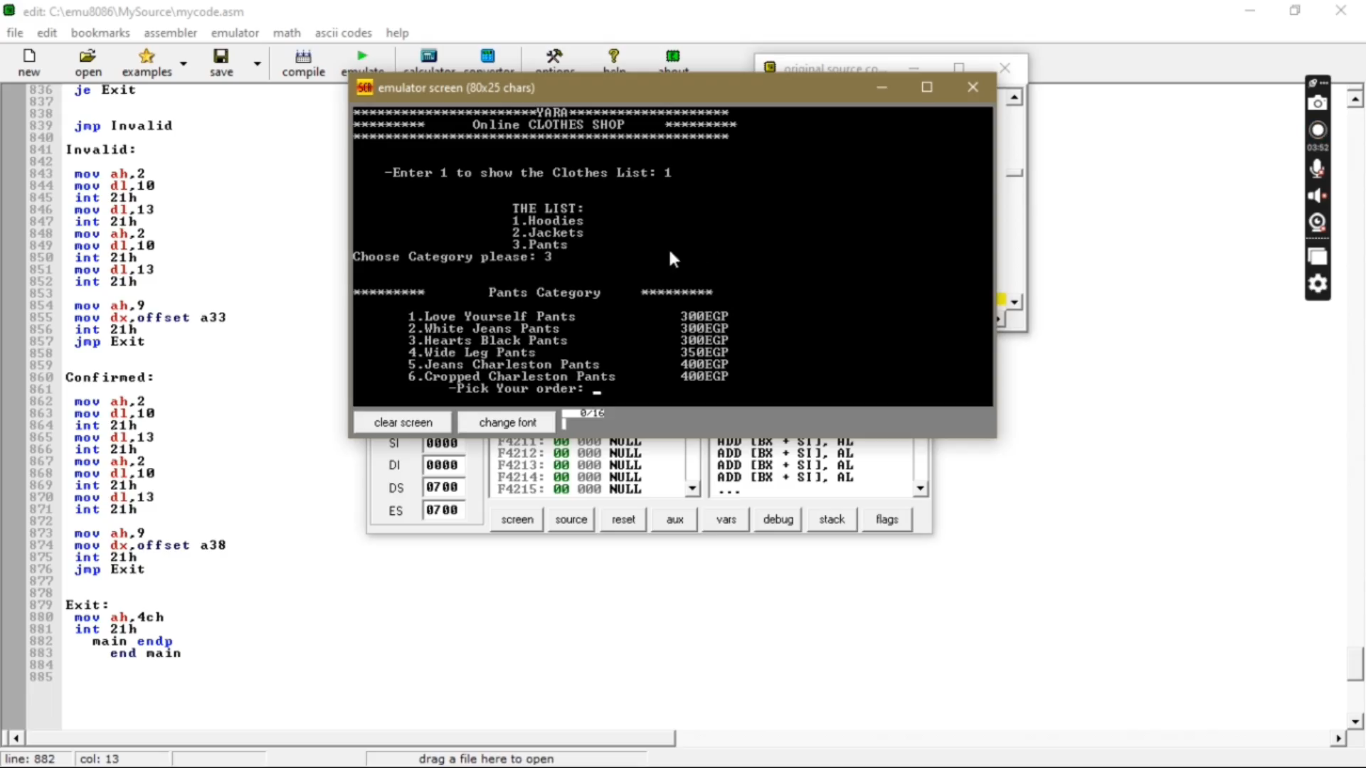 edit: C:\emu8086\MySource\mycode.asm
file edit bookmarks assembler emulator math ascii codes help
new open examples save compile emulate calculator convertor options help about
original source co...
836 je Exit
837
838
839 jmp Invalid
840
841 Invalid:
842
843 mov ah,2
844 mov dl,10
845 int 21h
846 mov dl,13
847 int 21h
848 mov ah,2
849 mov dl,10
850 int 21h
851 mov dl,13
852 int 21h
853
854 mov ah,9
855 mov dx,offset a33
856 int 21h
857 jmp Exit
858
859
860 Confirmed:
861
862 mov ah,2
863 mov dl,10
864 int 21h
865 mov dl,13
866 int 21h
867 mov ah,2
868 mov dl,10
869 int 21h
870 mov dl,13
871 int 21h
872
873 mov ah,9
874 mov dx,offset a38
875 int 21h
876 jmp Exit
877
878
879 Exit:
880 mov ah,4ch
881 int 21h
882 main endp
883 end main
884
885
emulator screen (80x25 chars)
***********************YARA********************
********* Online CLOTHES SHOP *********
***********************************************
-Enter 1 to show the Clothes List: 1
THE LIST:
1.Hoodies
2.Jackets
3.Pants
Choose Category please: 3
********* Pants Category *********
1.Love Yourself Pants 300EGP
2.White Jeans Pants 300EGP
3.Hearts Black Pants 300EGP
4.Wide Leg Pants 350EGP
5.Jeans Charleston Pants 400EGP
6.Cropped Charleston Pants 400EGP
-Pick Your order: _
clear screen change font 0/16
SI 0000
DI 0000
DS 0700
ES 0700
F4211: 00 000 NULL
F4212: 00 000 NULL
F4213: 00 000 NULL
F4214: 00 000 NULL
F4215: 00 000 NULL
ADD [BX + SI], AL
ADD [BX + SI], AL
ADD [BX + SI], AL
ADD [BX + SI], AL
...
screen source reset aux vars debug stack flags
03:52
line: 882 col: 13 drag a file here to open